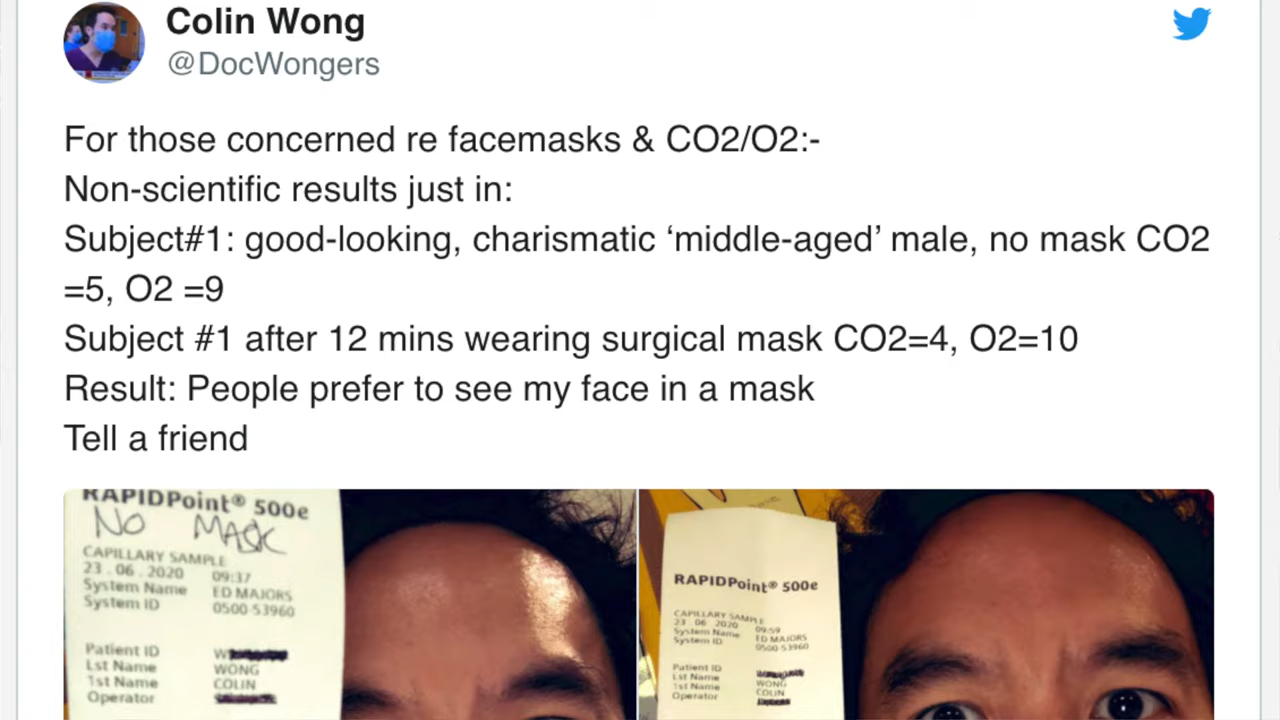 Colin Wong
@DocWongers
For those concerned re facemasks & CO2/O2:-
Non-scientific results just in:
Subject#1: good-looking, charismatic ‘middle-aged’ male, no mask CO2
=5, O2 =9
Subject #1 after 12 mins wearing surgical mask CO2=4, O2=10
Result: People prefer to see my face in a mask
Tell a friend
RAPIDPoint® 500e
NO MASK
CAPILLARY SAMPLE
23.06.2020 09:37
System Name ED MAJORS
System ID 0500-53960
Patient ID W
Lst Name WONG
1st Name COLIN
Operator
RAPIDPoint® 500e
CAPILLARY SAMPLE
23 06 2020 09:59
System Name ED MAJORS
System ID 0500-53960
Patient ID
Lst Name WONG
1st Name COLIN
Operator